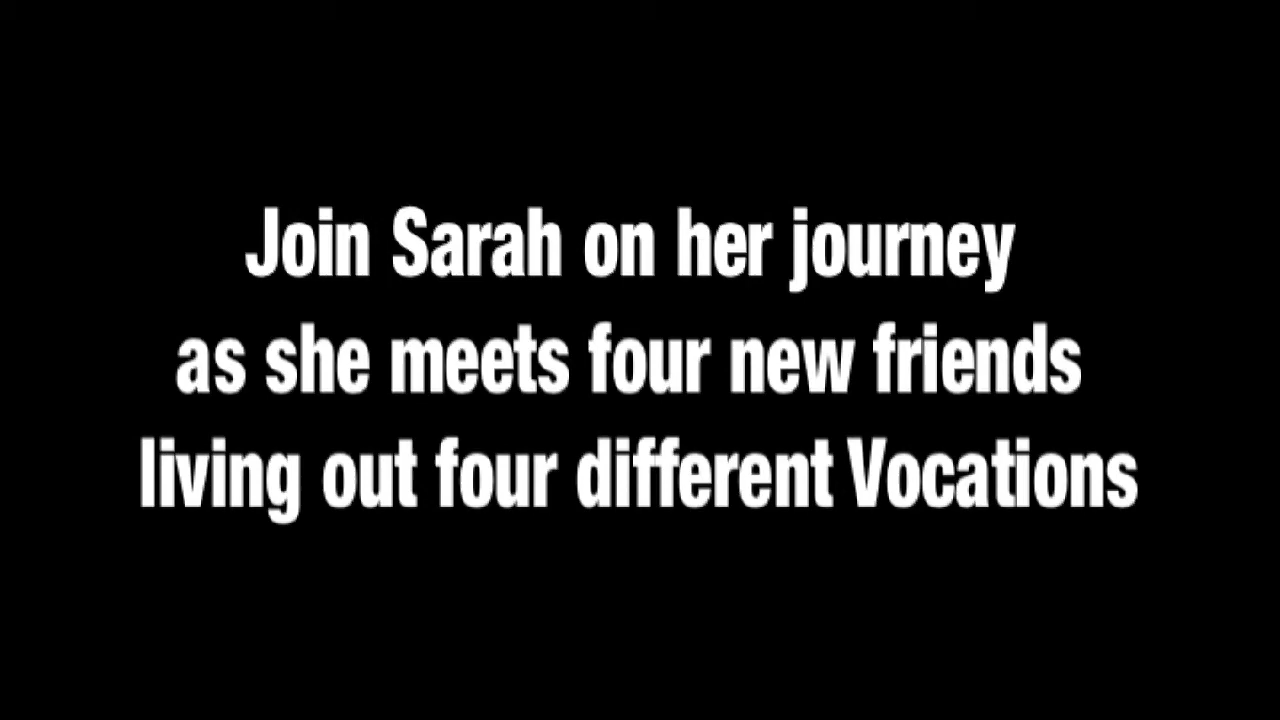 Join Sarah on her journey
as she meets four new friends
living out four different Vocations